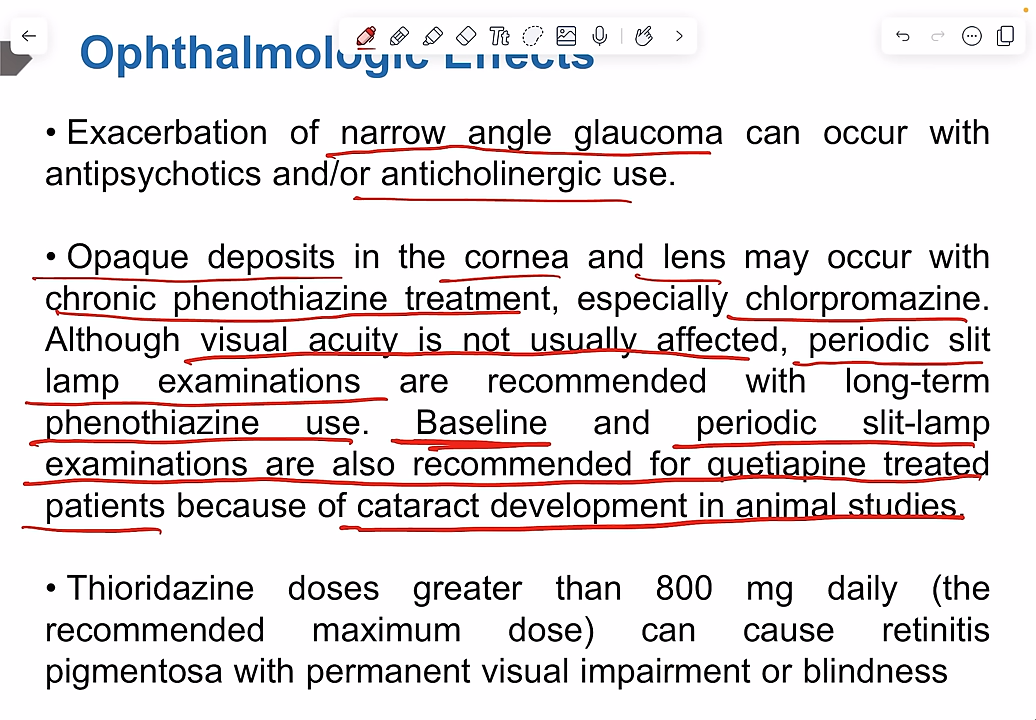 Ophthalmologic Effects
• Exacerbation of narrow angle glaucoma can occur with
antipsychotics and/or anticholinergic use.
• Opaque deposits in the cornea and lens may occur with
chronic phenothiazine treatment, especially chlorpromazine.
Although visual acuity is not usually affected, periodic slit
lamp examinations are recommended with long-term
phenothiazine use. Baseline and periodic slit-lamp
examinations are also recommended for quetiapine treated
patients because of cataract development in animal studies.
• Thioridazine doses greater than 800 mg daily (the
recommended maximum dose) can cause retinitis
pigmentosa with permanent visual impairment or blindness